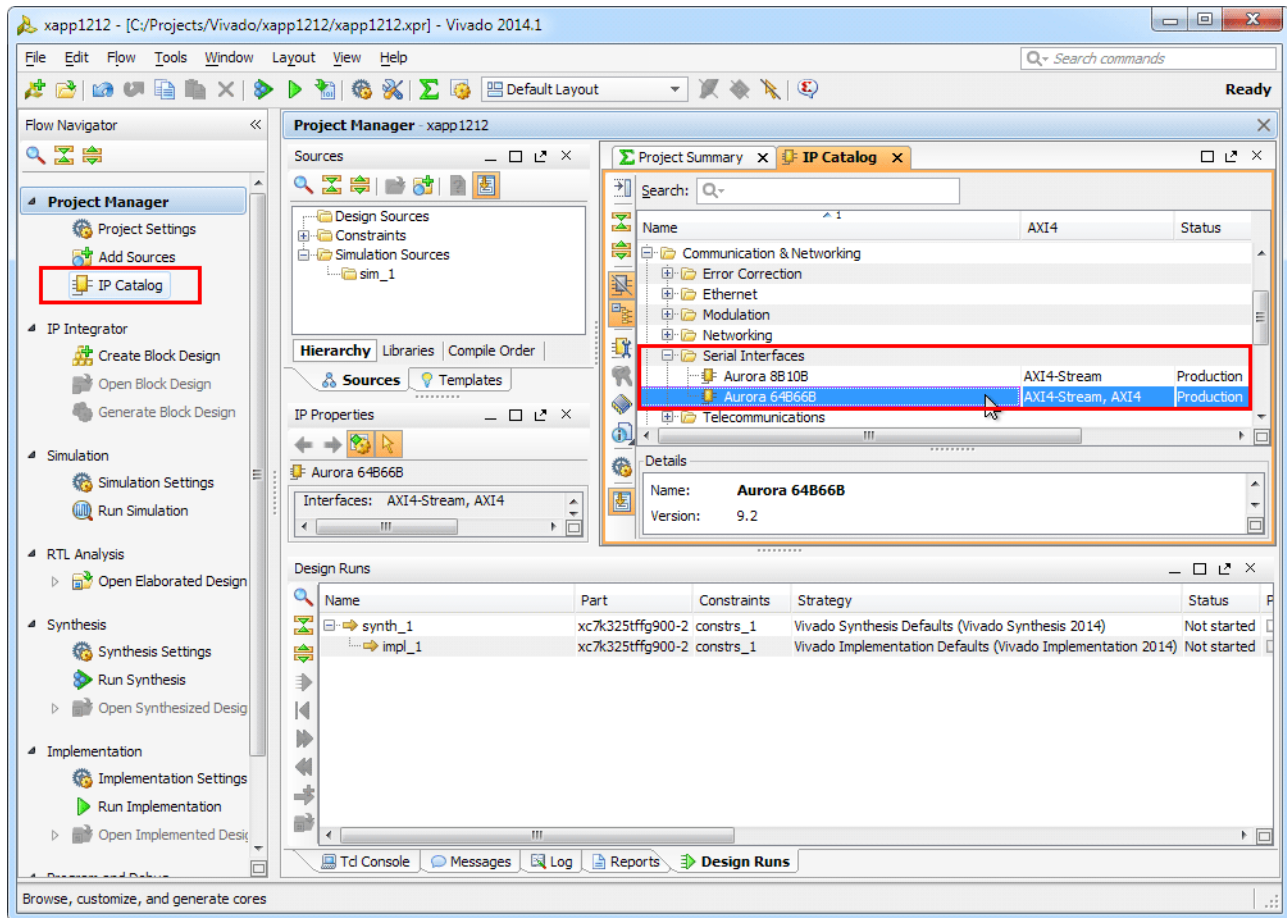 xapp1212 - [C:/Projects/Vivado/xapp1212/xapp1212.xpr] - Vivado 2014.1
File Edit Flow Tools Window Layout View Help
Search commands
Default Layout
Ready
Flow Navigator
Project Manager
Project Settings
Add Sources
IP Catalog
IP Integrator
Create Block Design
Open Block Design
Generate Block Design
Simulation
Simulation Settings
Run Simulation
RTL Analysis
Open Elaborated Design
Synthesis
Synthesis Settings
Run Synthesis
Open Synthesized Desig
Implementation
Implementation Settings
Run Implementation
Open Implemented Desig
Project Manager - xapp1212
Sources
Design Sources
Constraints
Simulation Sources
sim_1
Hierarchy Libraries Compile Order
Sources Templates
IP Properties
Aurora 64B66B
Interfaces: AXI4-Stream, AXI4
Project Summary IP Catalog
Search:
1
Name AXI4 Status
Communication & Networking
Error Correction
Ethernet
Modulation
Networking
Serial Interfaces
Aurora 8B10B AXI4-Stream Production
Aurora 64B66B AXI4-Stream, AXI4 Production
Telecommunications
Details
Name: Aurora 64B66B
Version: 9.2
Design Runs
Name Part Constraints Strategy Status P
synth_1 xc7k325tffg900-2 constrs_1 Vivado Synthesis Defaults (Vivado Synthesis 2014) Not started
impl_1 xc7k325tffg900-2 constrs_1 Vivado Implementation Defaults (Vivado Implementation 2014) Not started
Tcl Console Messages Log Reports Design Runs
Browse, customize, and generate cores